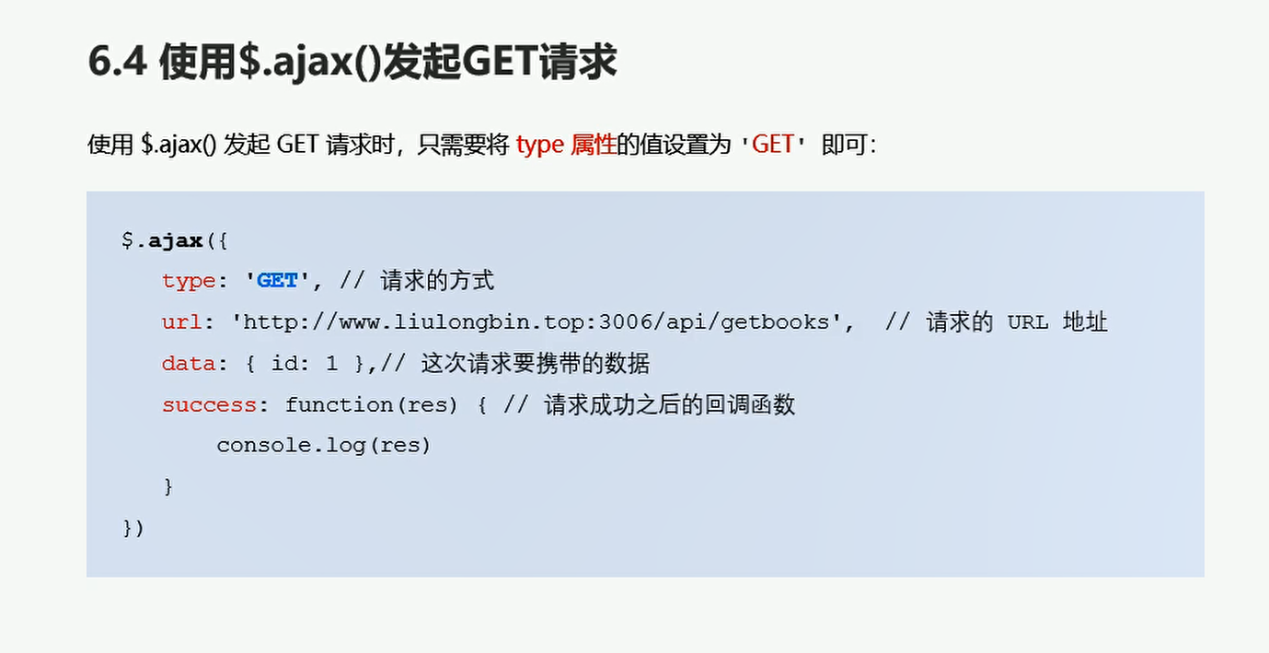 6.4 使用$.ajax()发起GET请求
使用 $.ajax() 发起 GET 请求时，只需要将 type 属性的值设置为 'GET' 即可：
$.ajax({
type: 'GET', // 请求的方式
url: 'http://www.liulongbin.top:3006/api/getbooks', // 请求的 URL 地址
data: { id: 1 },// 这次请求要携带的数据
success: function(res) { // 请求成功之后的回调函数
console.log(res)
}
})